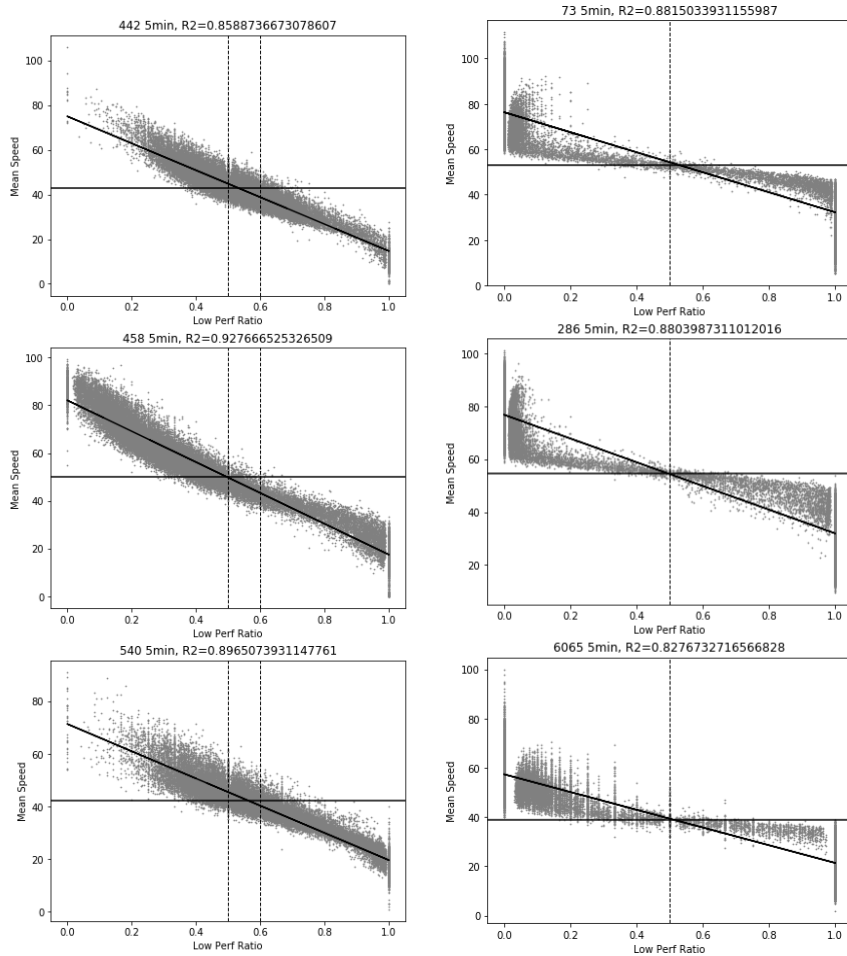 442 5min, R2=0.8588736673078607
100
80
60
40
20
0
Mean Speed
0.0 0.2 0.4 0.6 0.8 1.0
Low Perf Ratio
73 5min, R2=0.8815033931155987
100
80
60
40
20
0
Mean Speed
0.0 0.2 0.4 0.6 0.8 1.0
Low Perf Ratio
458 5min, R2=0.927666525326509
100
80
60
40
20
0
Mean Speed
0.0 0.2 0.4 0.6 0.8 1.0
Low Perf Ratio
286 5min, R2=0.8803987311012016
100
80
60
40
20
Mean Speed
0.0 0.2 0.4 0.6 0.8 1.0
Low Perf Ratio
540 5min, R2=0.8965073931147761
80
60
40
20
0
Mean Speed
0.0 0.2 0.4 0.6 0.8 1.0
Low Perf Ratio
6065 5min, R2=0.8276732716566828
100
80
60
40
20
0
Mean Speed
0.0 0.2 0.4 0.6 0.8 1.0
Low Perf Ratio